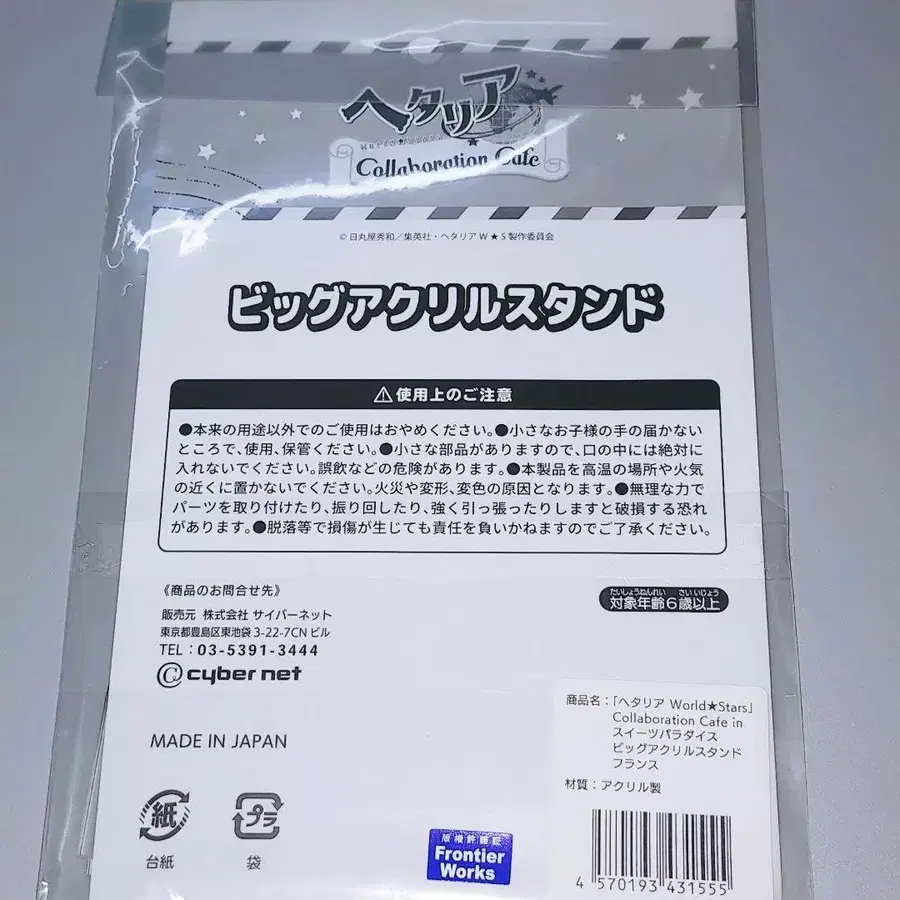 ヘタリア
Collaboration Cafe
©日丸屋秀和／集英社・ヘタリアW★S製作委員会
ビッグアクリルスタンド
⚠使用上のご注意
●本来の用途以外でのご使用はおやめください。●小さなお子様の手の届かない
ところで、使用、保管ください。●小さな部品がありますので、口の中には絶対に
入れないでください。誤飲などの危険があります。●本製品を高温の場所や火気
の近くに置かないでください。火災や変形、変色の原因となります。●無理な力で
パーツを取り付けたり、振り回したり、強く引っ張ったりしますと破損する恐れ
があります。●脱落等で損傷が生じても責任を負いかねますのでご了承ください。
《商品のお問合せ先》
販売元 株式会社 サイバーネット
東京都豊島区東池袋 3-22-7CN ビル
TEL：03-5391-3444
cyber net
たいしょうねんれい さいいじょう
対象年齢6歳以上
商品名：「ヘタリア World★Stars」
Collaboration Cafe in
スイーツパラダイス
ビッグアクリルスタンド
フランス
材質：アクリル製
4 570193 431555
MADE IN JAPAN
紙
台紙
プラ
袋
版権許諾証
Frontier
Works